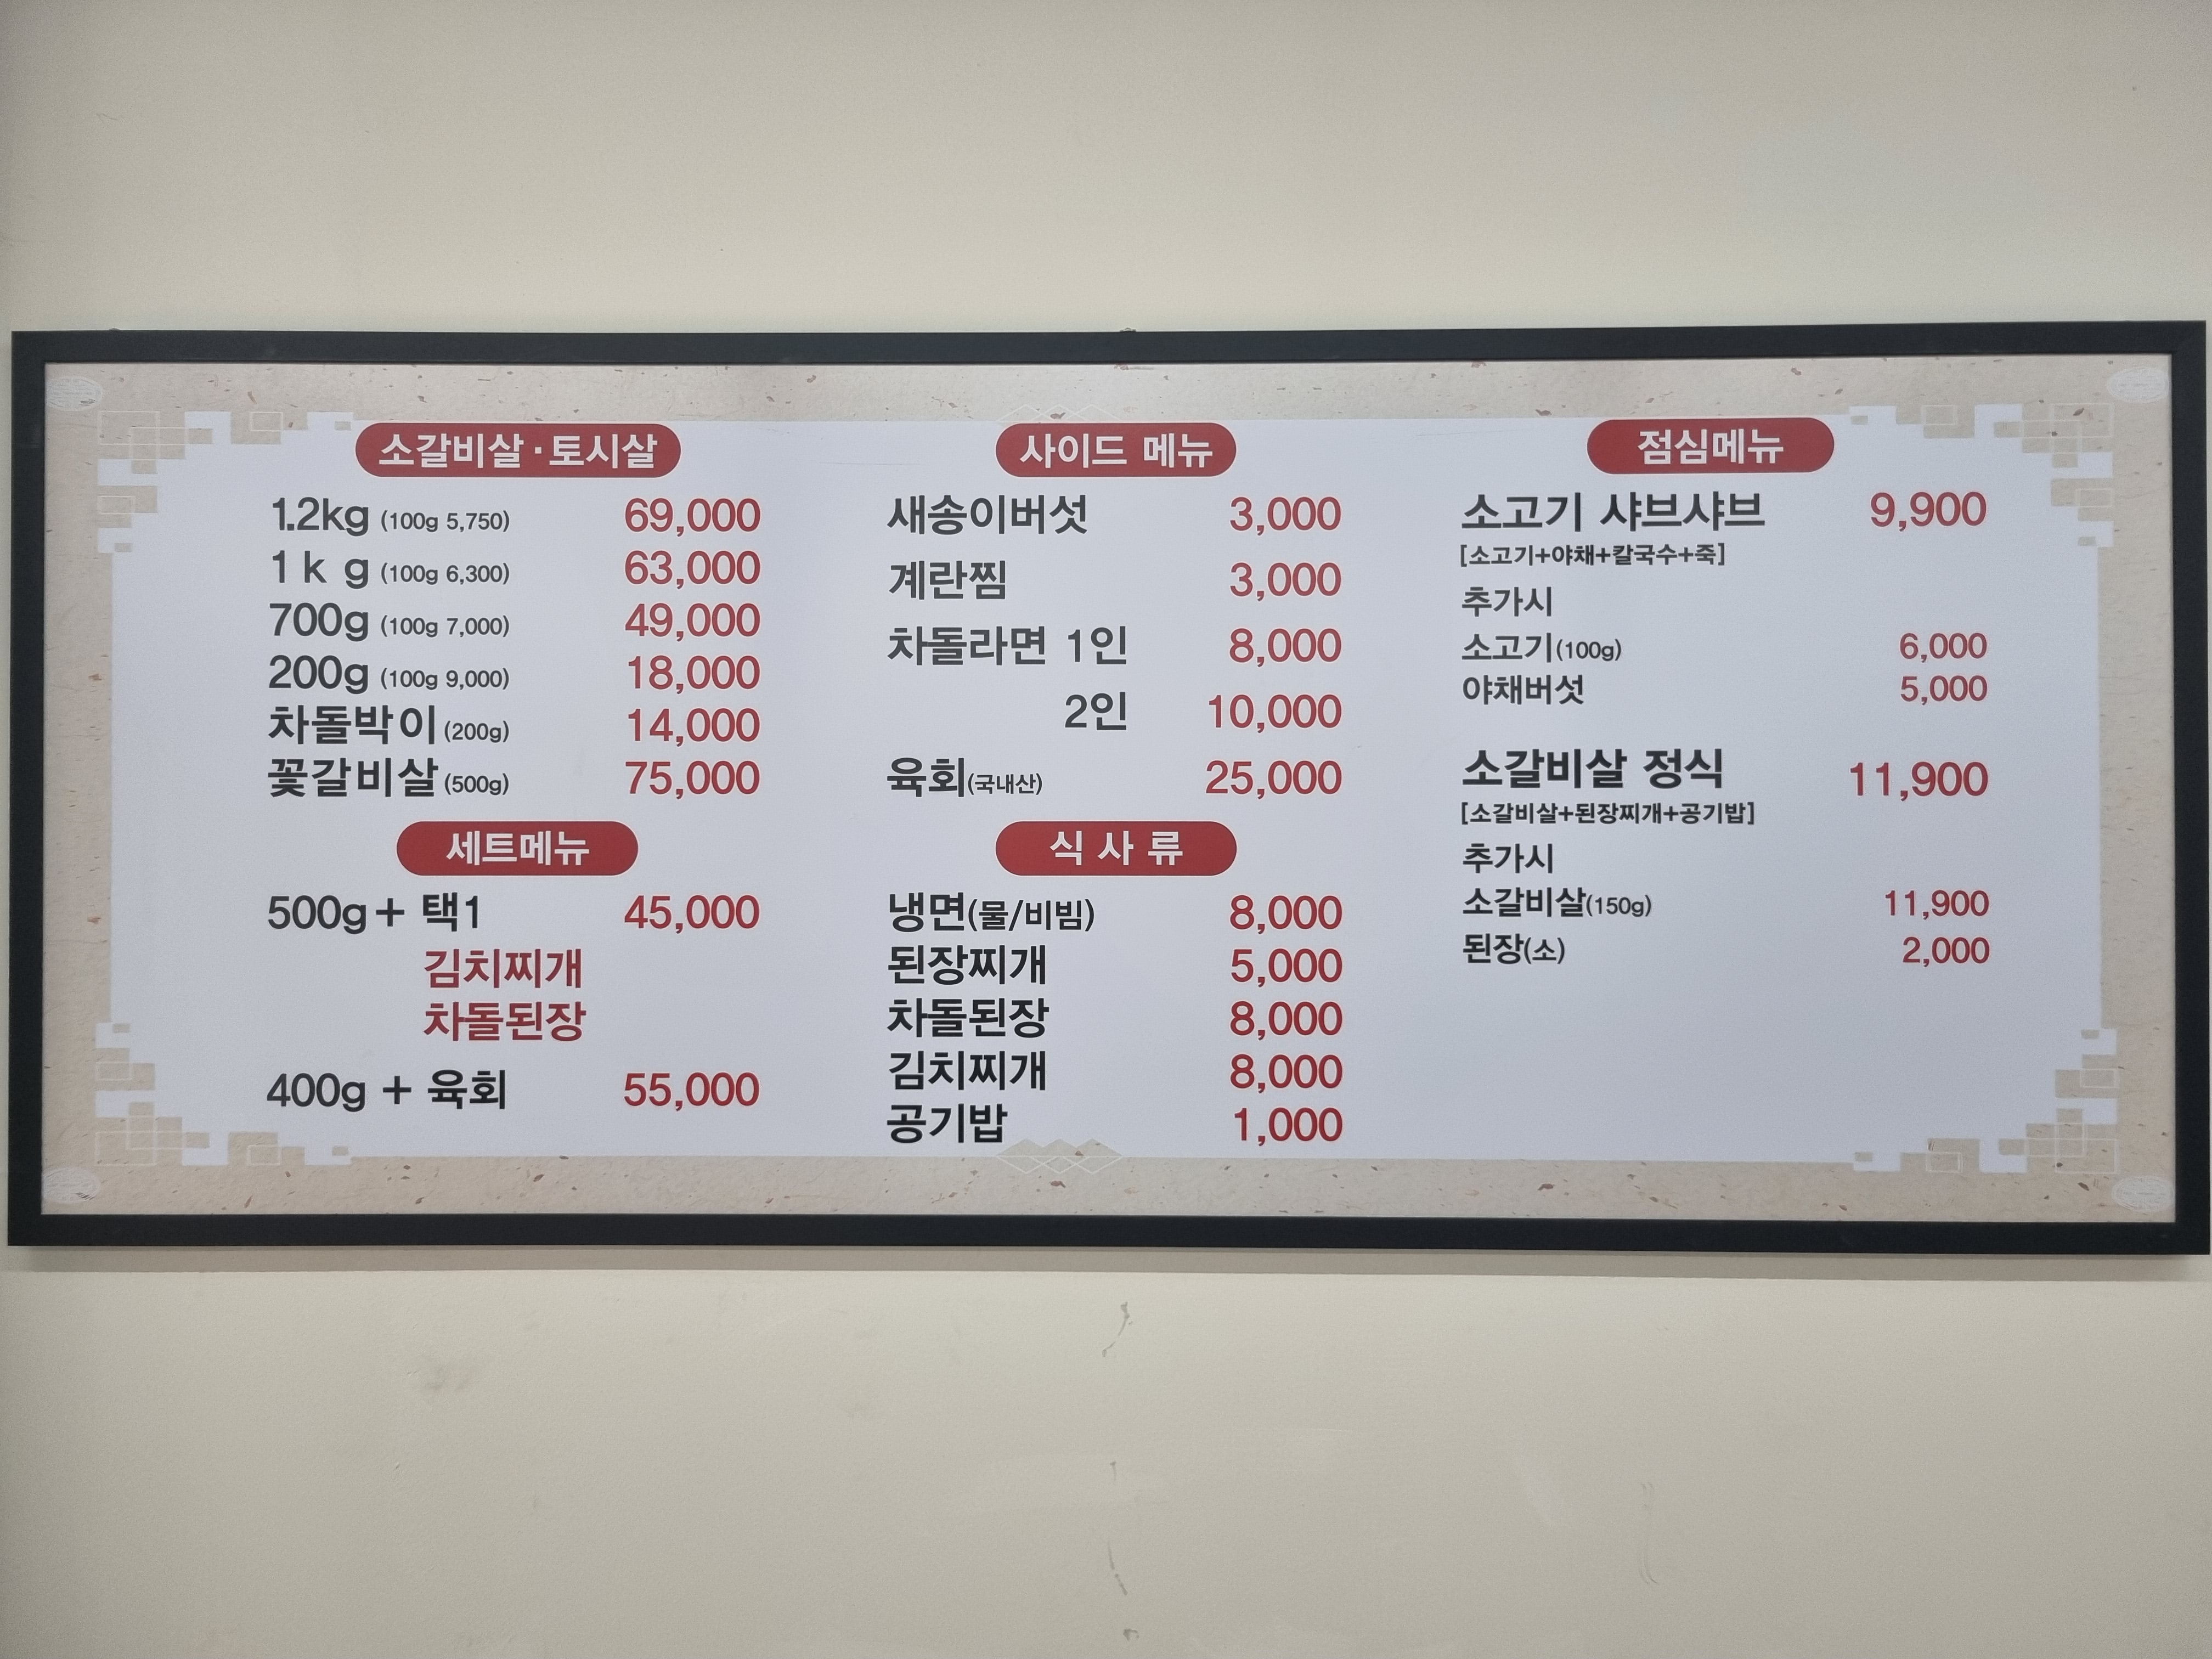 소갈비살·토시살
1.2kg (100g 5,750) 69,000
1kg (100g 6,300) 63,000
700g (100g 7,000) 49,000
200g (100g 9,000) 18,000
차돌박이(200g) 14,000
꽃갈비살(500g) 75,000
세트메뉴
500g+ 택1 45,000
김치찌개
차돌된장
400g + 육회 55,000
사이드 메뉴
새송이버섯 3,000
계란찜 3,000
차돌라면 1인 8,000
2인 10,000
육회(국내산) 25,000
식 사 류
냉면(물/비빔) 8,000
된장찌개 5,000
차돌된장 8,000
김치찌개 8,000
공기밥 1,000
점심메뉴
소고기 샤브샤브 9,900
[소고기+야채+칼국수+죽]
추가시
소고기(100g) 6,000
야채버섯 5,000
소갈비살 정식 11,900
[소갈비살+된장찌개+공기밥]
추가시
소갈비살(150g) 11,900
된장(소) 2,000